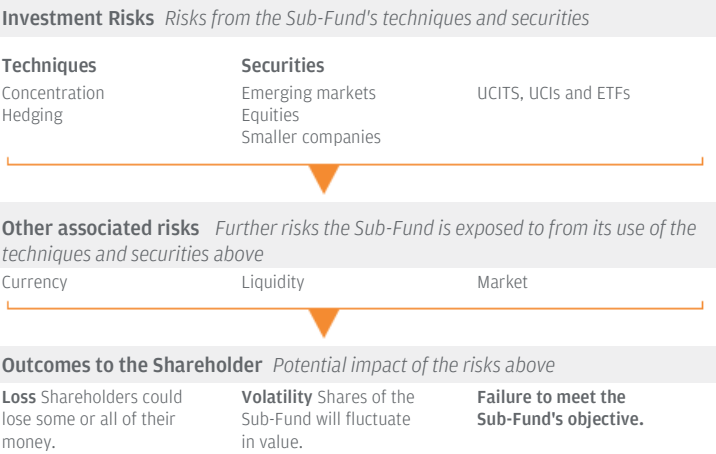 Investment Risks Risks from the Sub-Fund's techniques and securities
Techniques
Concentration
Hedging
Securities
Emerging markets
Equities
Smaller companies
UCITS, UCIs and ETFs
Other associated risks Further risks the Sub-Fund is exposed to from its use of the
techniques and securities above
Currency
Liquidity
Market
Outcomes to the Shareholder Potential impact of the risks above
Loss Shareholders could
lose some or all of their
money.
Volatility Shares of the
Sub-Fund will fluctuate
in value.
Failure to meet the
Sub-Fund's objective.